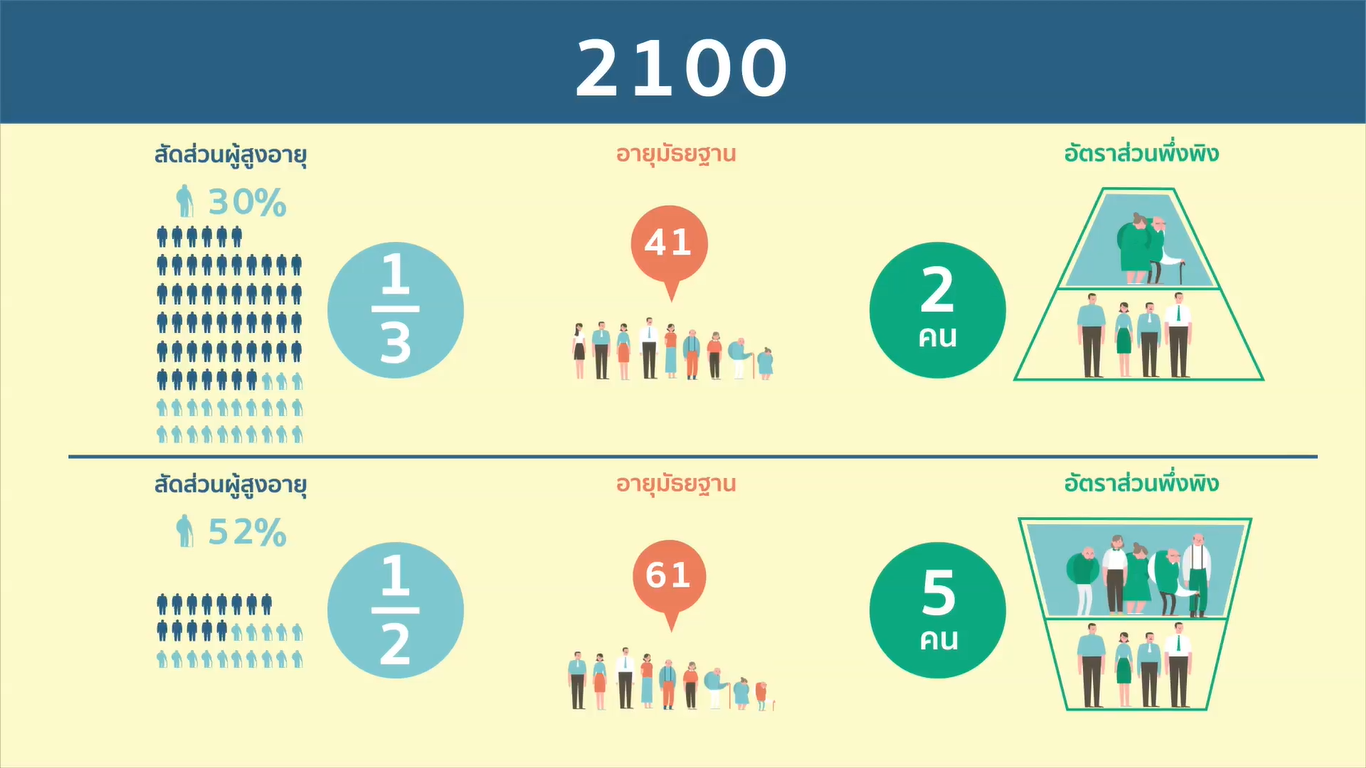 2100
สัดส่วนผู้สูงอายุ
30%
1
3
อายุมัธยฐาน
41
อัตราส่วนพึ่งพิง
2
คน
สัดส่วนผู้สูงอายุ
52%
1
2
อายุมัธยฐาน
61
อัตราส่วนพึ่งพิง
5
คน